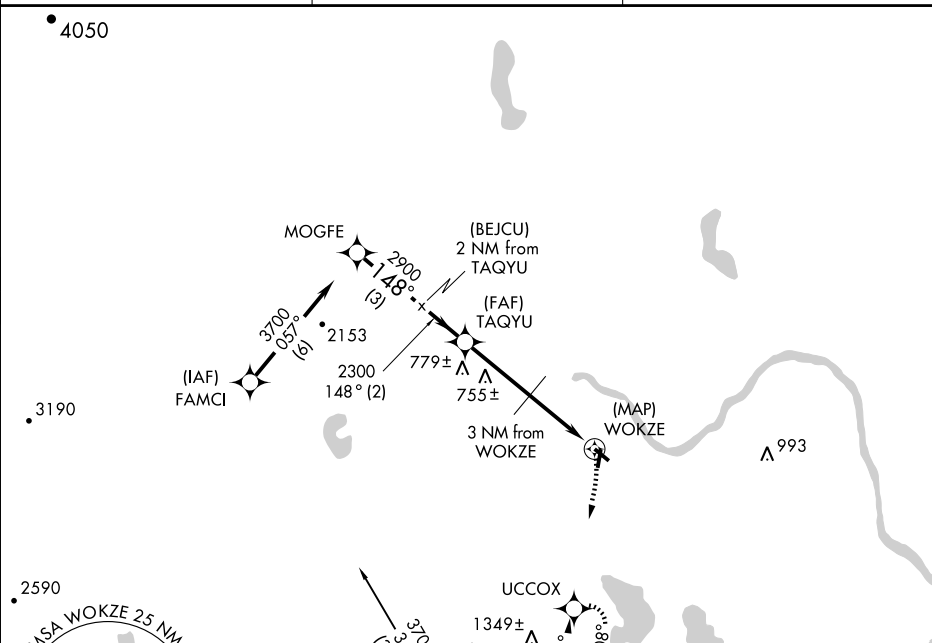 4050
MOGFE
2900
148°
(3)
(BEJCU)
2 NM from
TAQYU
(FAF)
TAQYU
3700
057°
(6)
2153
(IAF)
FAMCI
2300
148° (2)
779±
755±
3190
3 NM from
WOKZE
(MAP)
WOKZE
993
2590
MSA WOKZE 25 NM
UCCOX
1349±
370